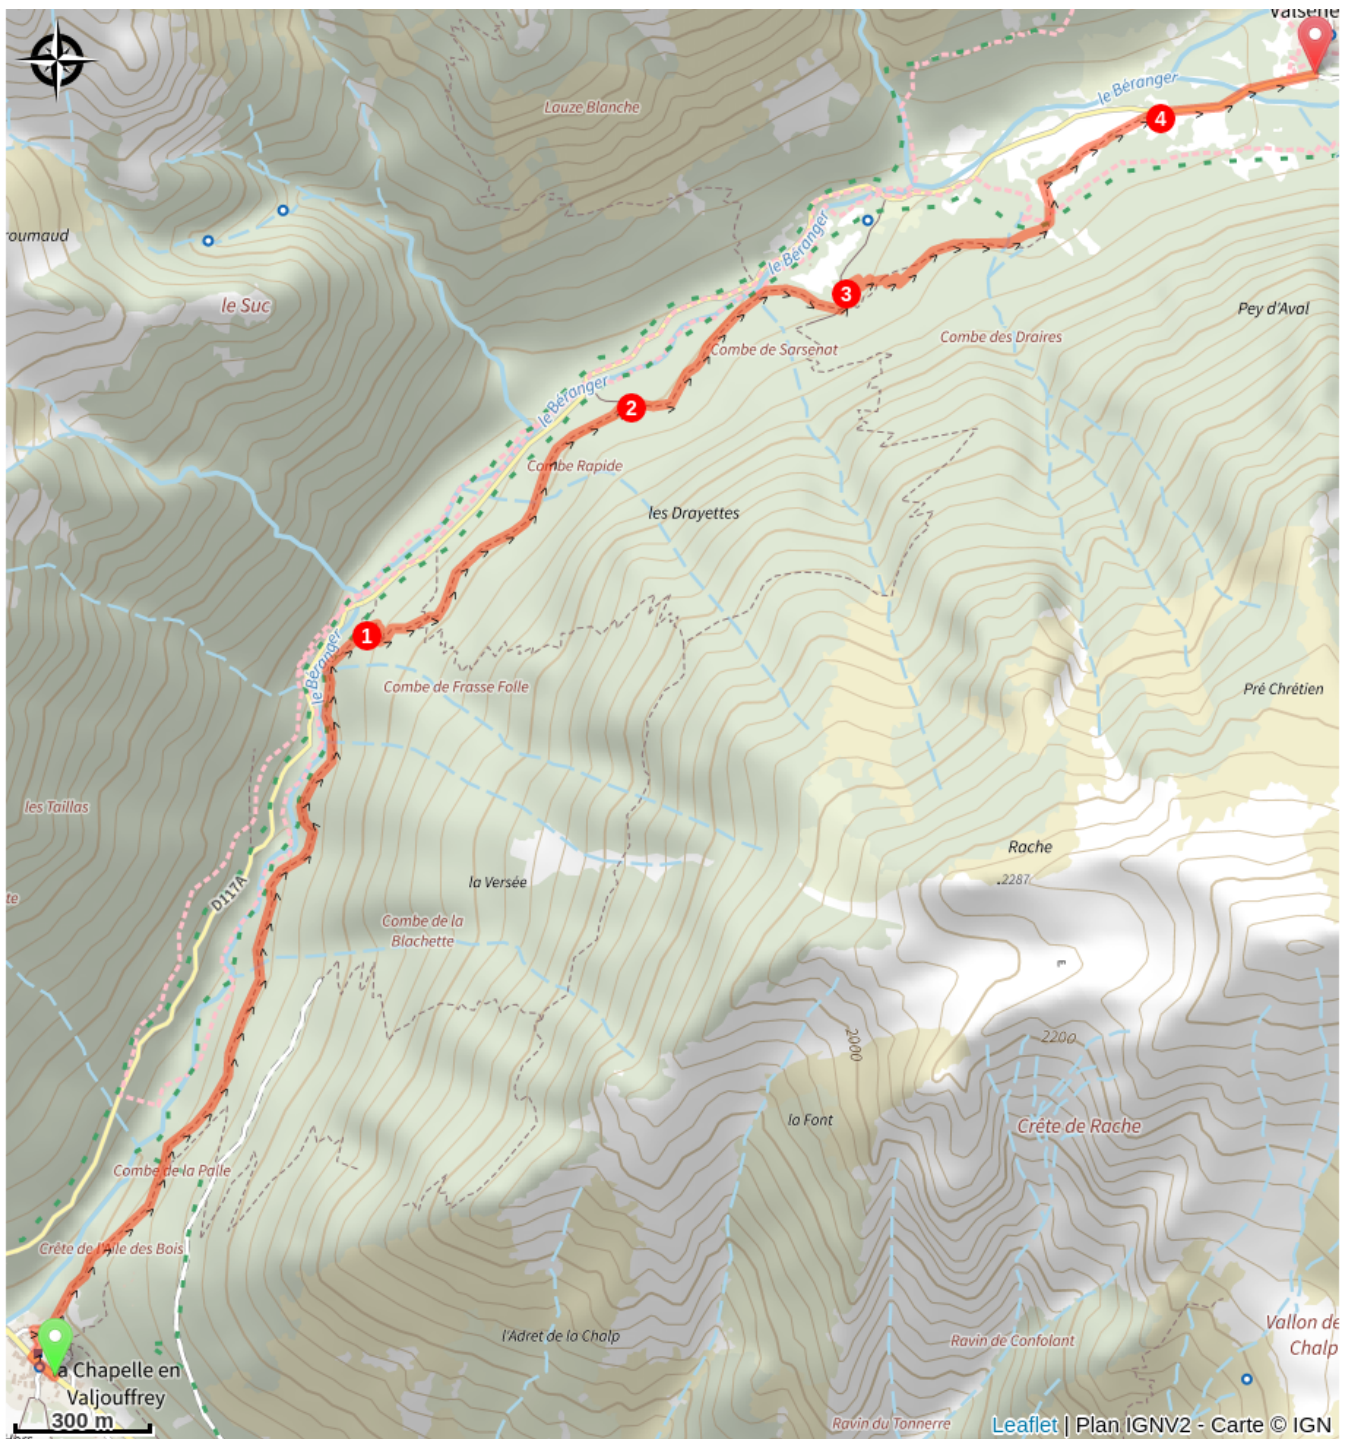 Valsene
le Béranger
4
Lauze Blanche
roumaud
le Béranger
le Suc
3
Pey d'Aval
Combe des Draires
Combe de Sarsenat
le Béranger
2
Combe Rapide
les Drayettes
1
le Béranger
Combe de Frasse Folle
Pré Chrétien
les Taillas
Rache
2287
la Versée
D117A
te
Combe de la
Blachette
2000
2200
la Font
Crête de Rache
Combe de la Palle
Crête de l'Aile des Bois
l'Adret de la Chalp
Ravin de Confolant
Vallon de
Chalp
a Chapelle en
Valjouffrey
300 m
Ravin du Tonnerre
Leaflet | Plan IGNV2 - Carte © IGN